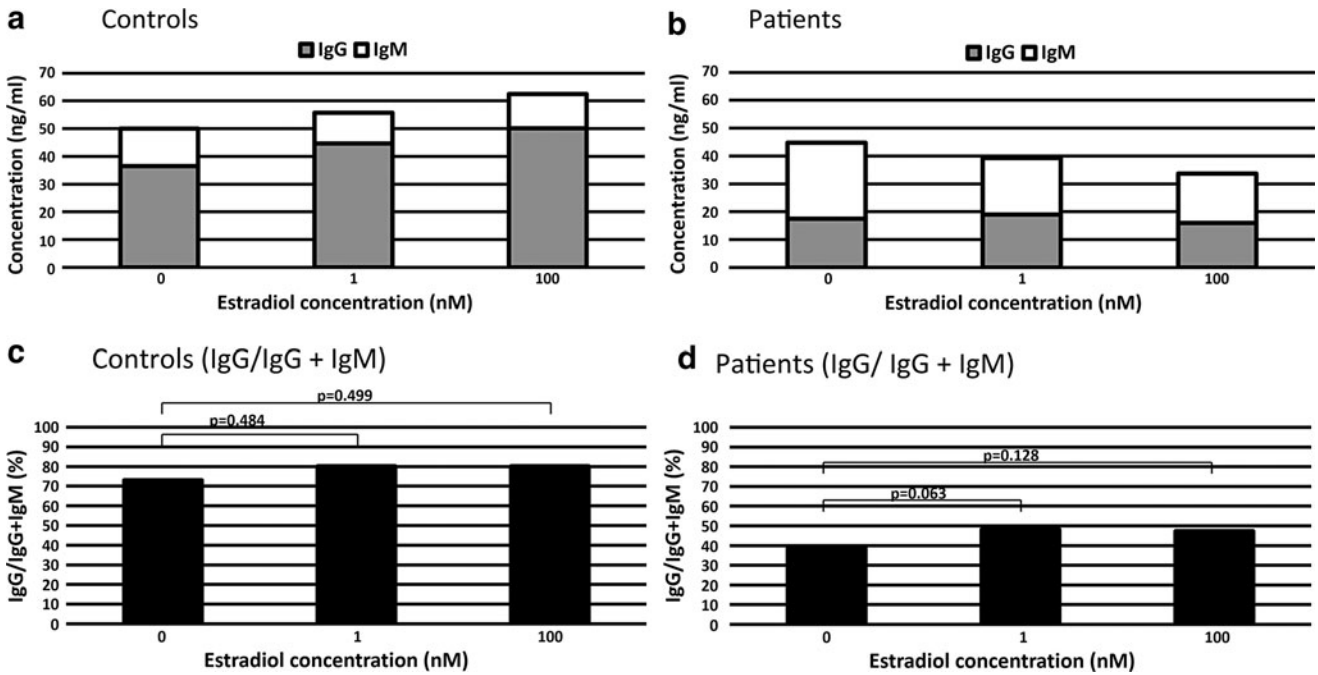 a Controls
IgG IgM
Concentration (ng/ml)
70
60
50
40
30
20
10
0
0 1 100
Estradiol concentration (nM)
b Patients
IgG IgM
Concentration (ng/ml)
70
60
50
40
30
20
10
0
0 1 100
Estradiol concentration (nM)
c Controls (IgG/IgG + IgM)
p=0.499
p=0.484
IgG/IgG+IgM (%)
100
90
80
70
60
50
40
30
20
10
0
0 1 100
Estradiol concentration (nM)
d Patients (IgG/ IgG + IgM)
p=0.128
p=0.063
IgG/IgG+IgM (%)
100
90
80
70
60
50
40
30
20
10
0
0 1 100
Estradiol concentration (nM)